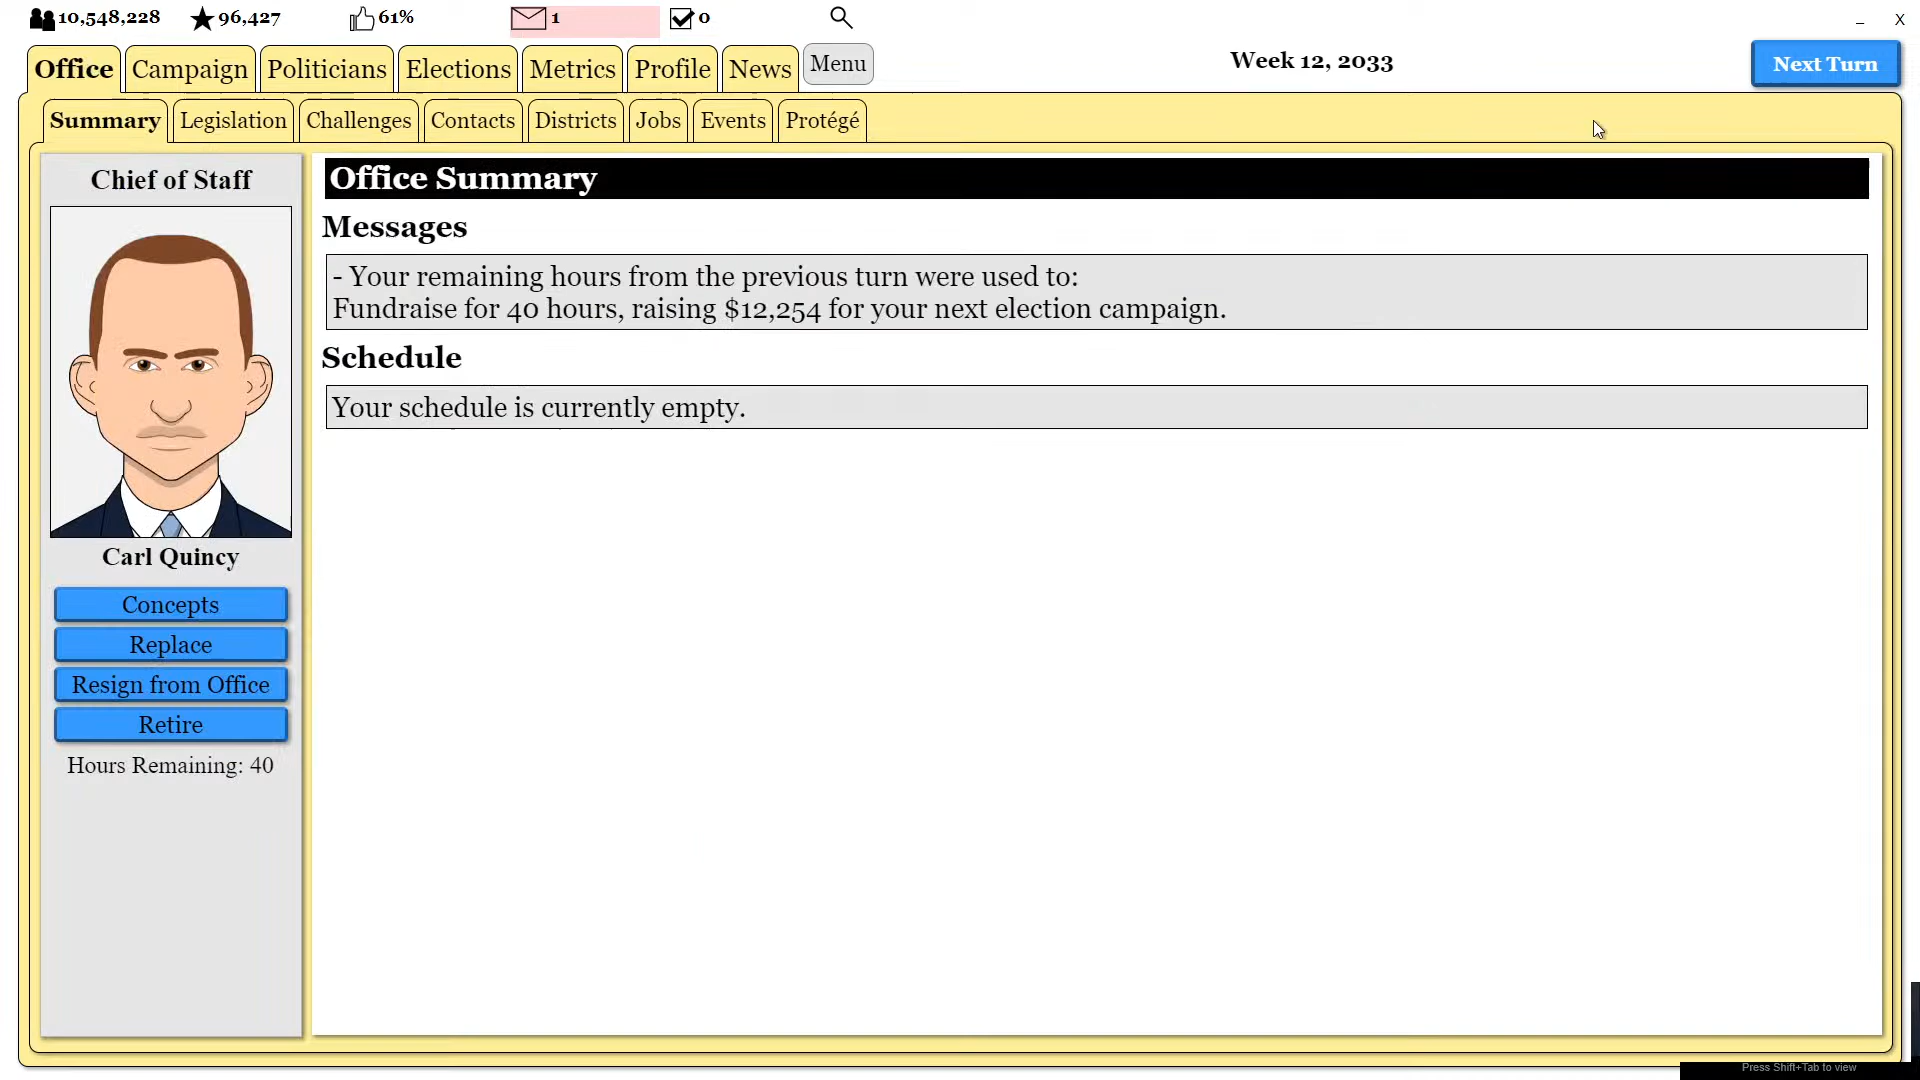 10,548,228 96,427 61% 1 0
_ X
Office Campaign Politicians Elections Metrics Profile News Menu
Week 12, 2033
Next Turn
Summary Legislation Challenges Contacts Districts Jobs Events Protégé
Chief of Staff
Carl Quincy
Concepts
Replace
Resign from Office
Retire
Hours Remaining: 40
Office Summary
Messages
- Your remaining hours from the previous turn were used to:
Fundraise for 40 hours, raising $12,254 for your next election campaign.
Schedule
Your schedule is currently empty.
Press Shift+Tab to view